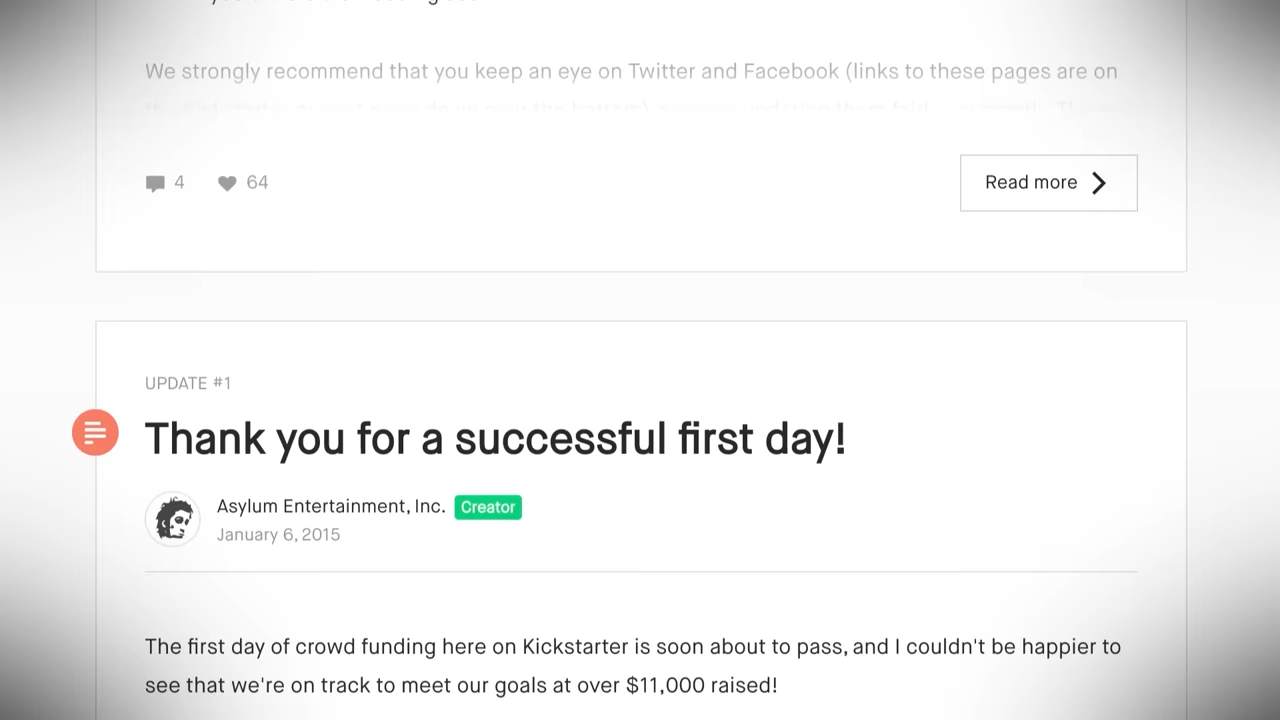 We strongly recommend that you keep an eye on Twitter and Facebook (links to these pages are on
4 64
Read more
UPDATE #1
Thank you for a successful first day!
Asylum Entertainment, Inc. Creator
January 6, 2015
The first day of crowd funding here on Kickstarter is soon about to pass, and I couldn't be happier to
see that we're on track to meet our goals at over $11,000 raised!